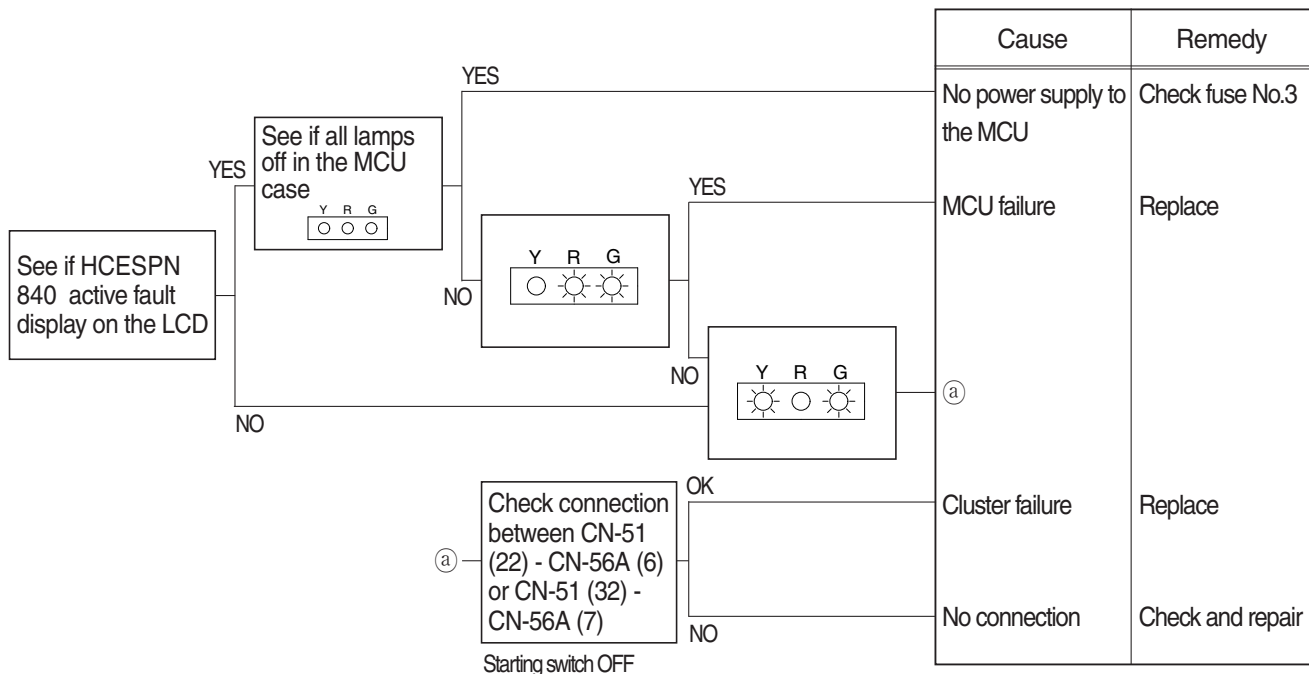 Cause Remedy
YES
No power supply to Check fuse No.3
the MCU
See if all lamps
off in the MCU
case
Y R G
YES
YES
MCU failure Replace
See if HCESPN
840 active fault
display on the LCD
Y R G
NO
NO
Y R G
ⓐ
NO
OK
Check connection
between CN-51
(22) - CN-56A (6)
or CN-51 (32) -
CN-56A (7)
Cluster failure Replace
ⓐ
No connection Check and repair
NO
Starting switch OFF